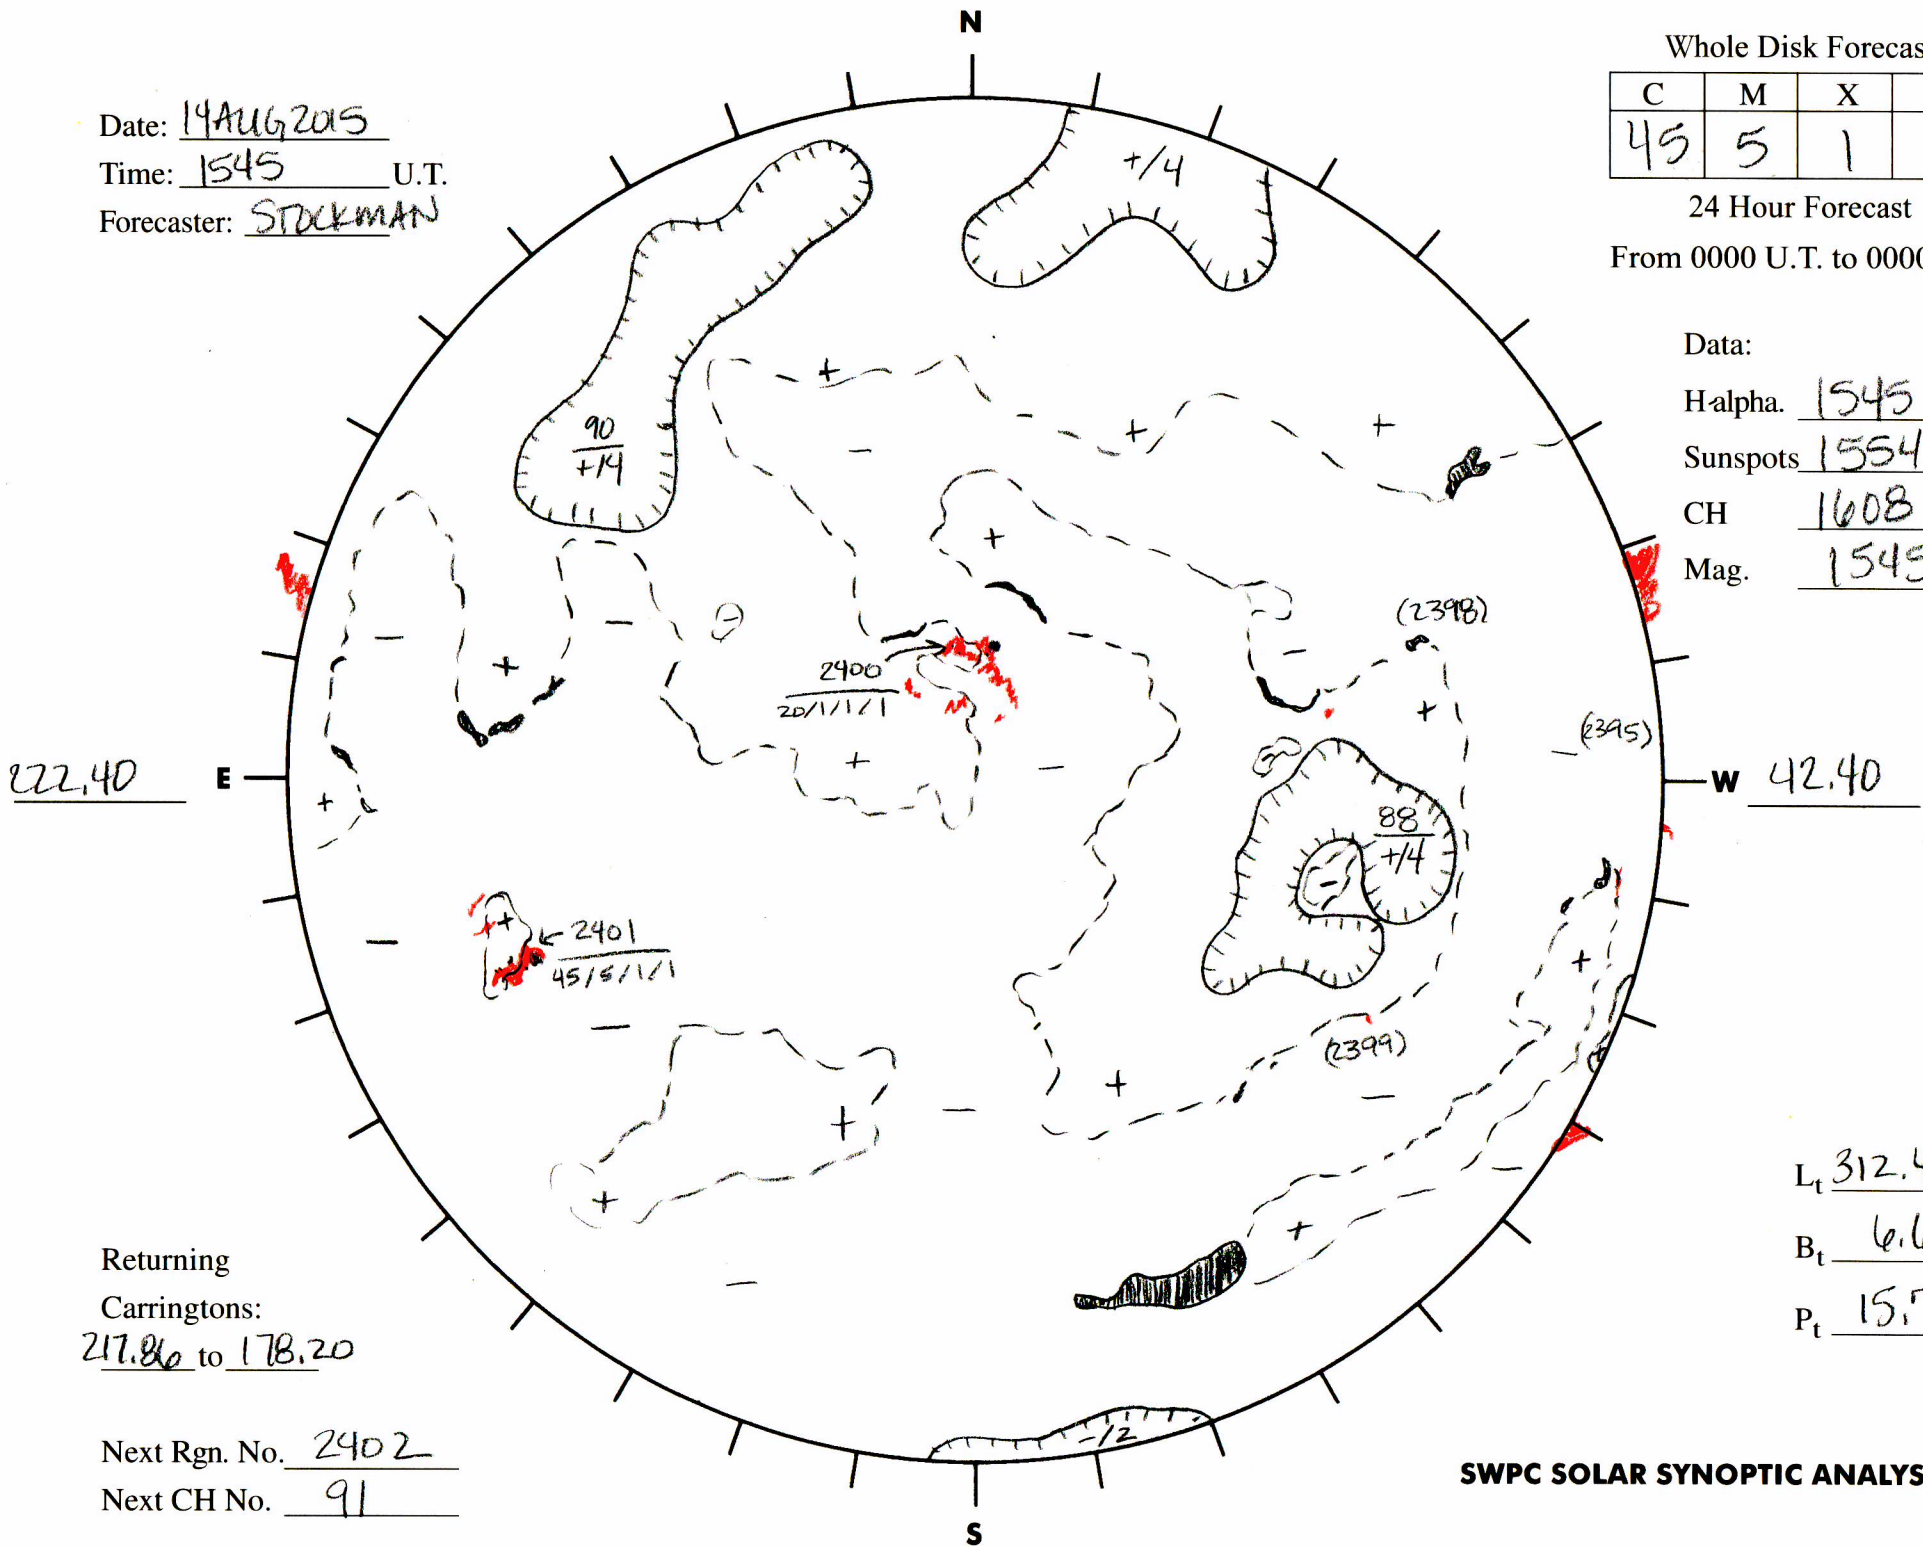 N
Whole Disk Forecas
C M X
45 5 1
24 Hour Forecast
From 0000 U.T. to 0000
Date: 14AUG2015
Time: 1545 U.T.
Forecaster: STOCKMAN
Data:
H-alpha. 1545
Sunspots 1554
CH 1608
Mag. 1545
+/4
+
+
+
90
+/4
-
+
(2398)
-
-
-
+
2400
20/1/1/1
+
(2395)
-
222.40 E
+
-
W 42.40
+
88
+/4
-
+
2401
45/5/1/1
-
+
-
(2399)
+
-
-
+
+
-
+
-
Lt 312.4
Bt 6.
Pt 15.
Returning
Carringtons:
217.86 to 178.20
Next Rgn. No. 2402
Next CH No. 91
-/2
SWPC SOLAR SYNOPTIC ANALYS
S